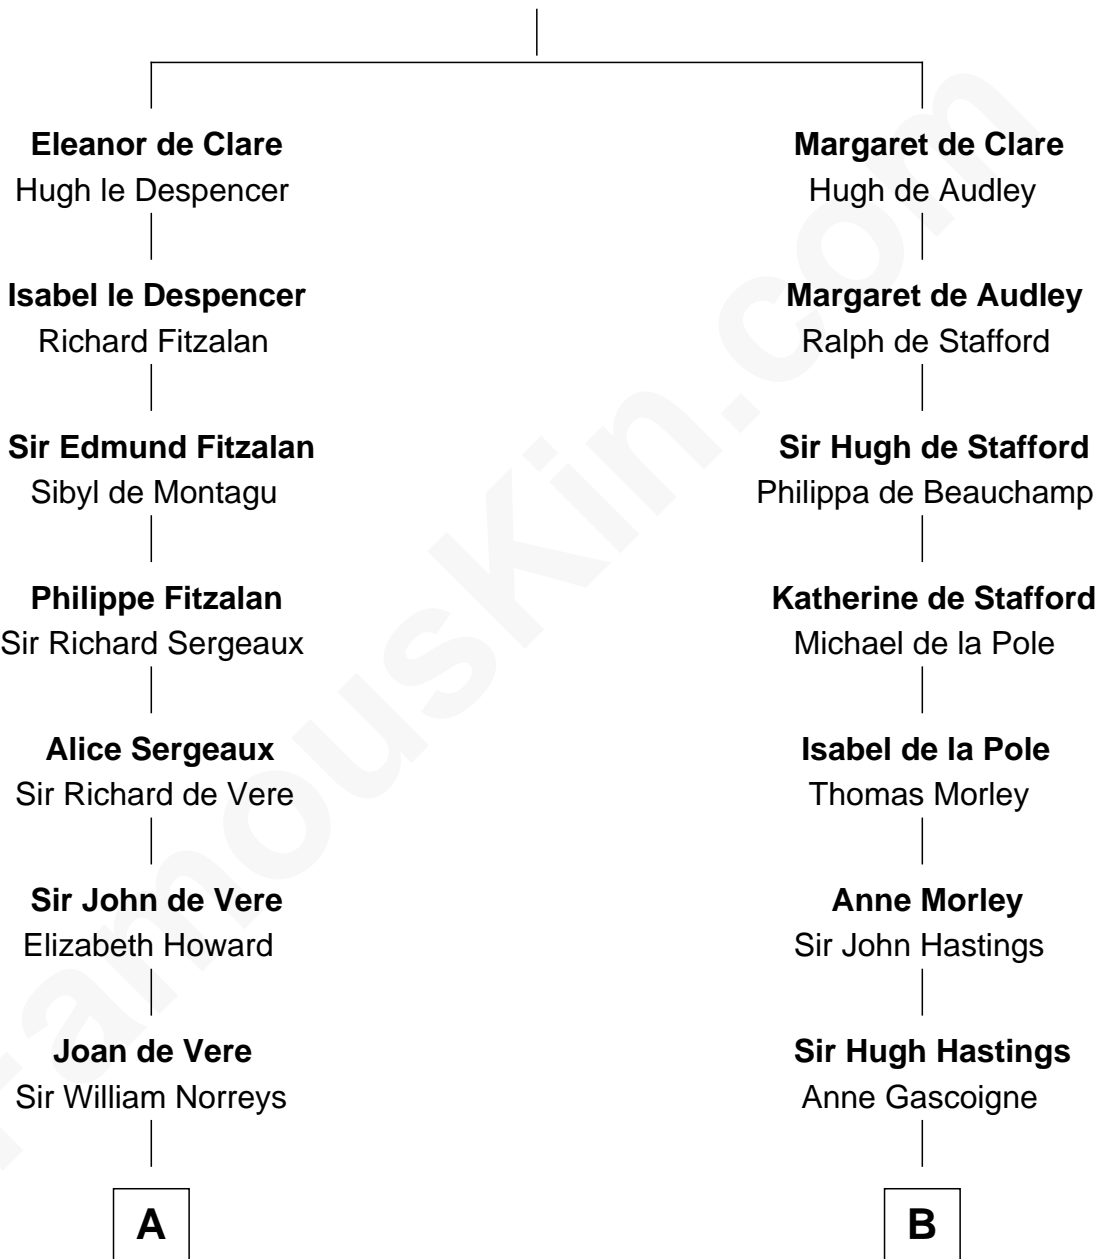 Eleanor de Clare
Hugh le Despencer
Isabel le Despencer
Richard Fitzalan
Sir Edmund Fitzalan
Sibyl de Montagu
Philippe Fitzalan
Sir Richard Sergeaux
Alice Sergeaux
Sir Richard de Vere
Sir John de Vere
Elizabeth Howard
Joan de Vere
Sir William Norreys
A
Margaret de Clare
Hugh de Audley
Margaret de Audley
Ralph de Stafford
Sir Hugh de Stafford
Philippa de Beauchamp
Katherine de Stafford
Michael de la Pole
Isabel de la Pole
Thomas Morley
Anne Morley
Sir John Hastings
Sir Hugh Hastings
Anne Gascoigne
B
FamousKin.com